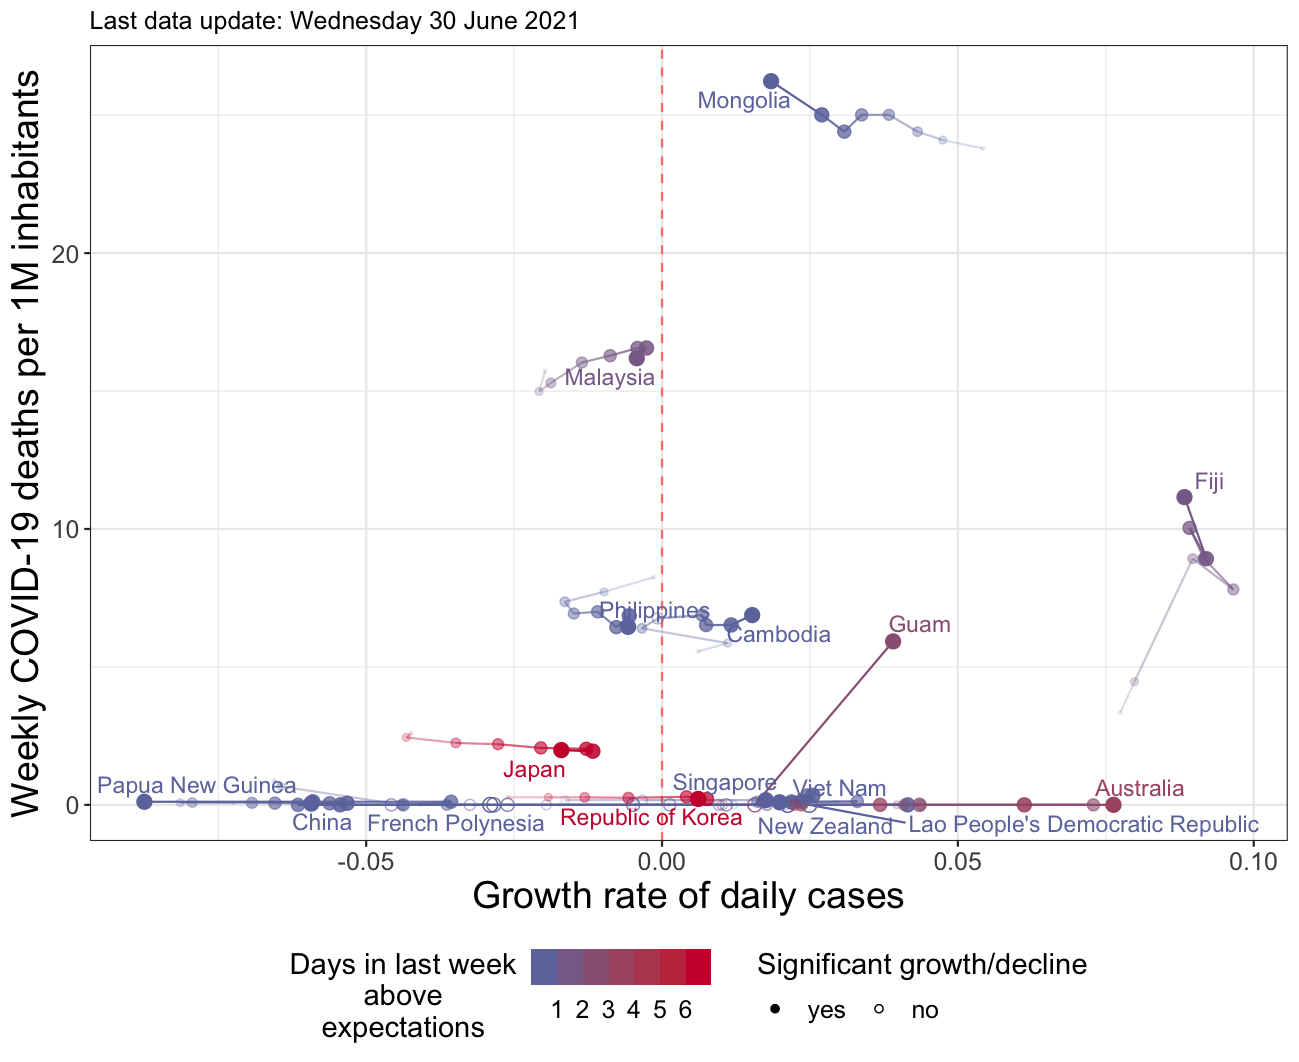 Last data update: Wednesday 30 June 2021
Weekly COVID-19 deaths per 1M inhabitants
Mongolia
20
Malaysia
Fiji
10
Philippines
Cambodia
Guam
Japan
Singapore
Papua New Guinea
Viet Nam
Australia
0
China
French Polynesia
Republic of Korea
New Zealand
Lao People's Democratic Republic
-0.05 0.00 0.05 0.10
Growth rate of daily cases
Days in last week
above
expectations
1 2 3 4 5 6
Significant growth/decline
yes no